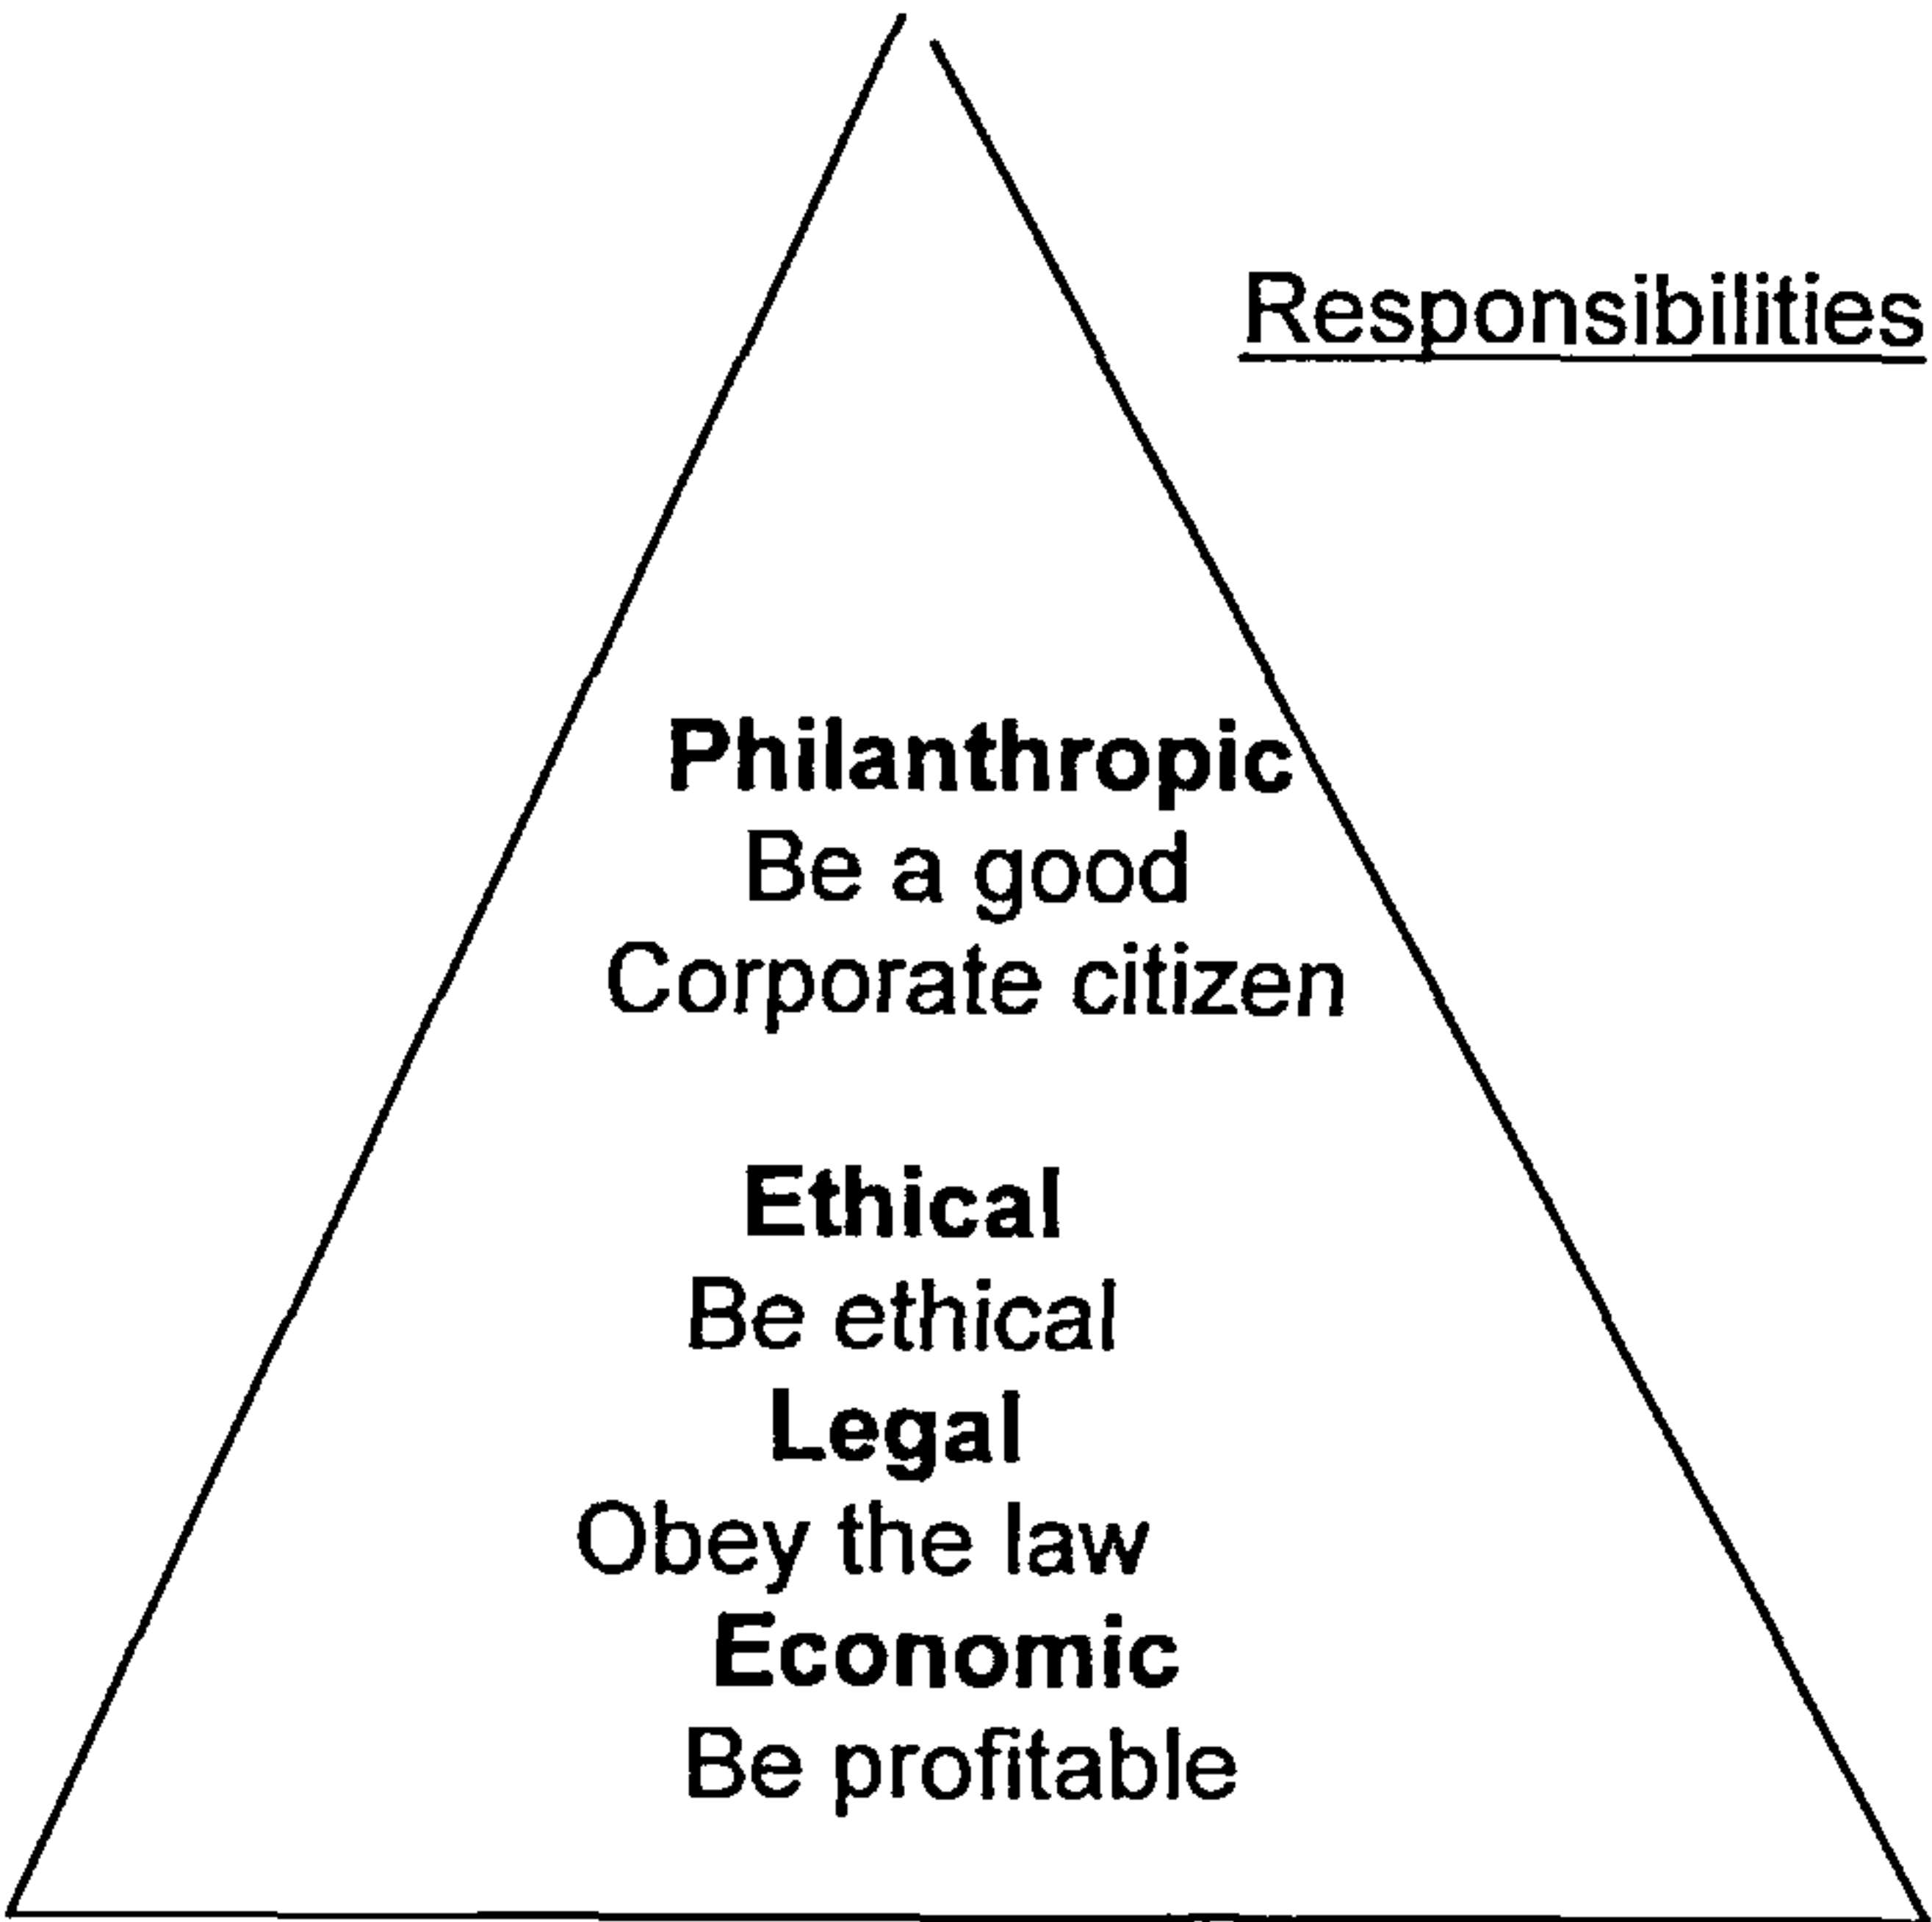 Responsibilities
Philanthropic
Be a good
Corporate citizen
Ethical
Be ethical
Legal
Obey the law
Economic
Be profitable